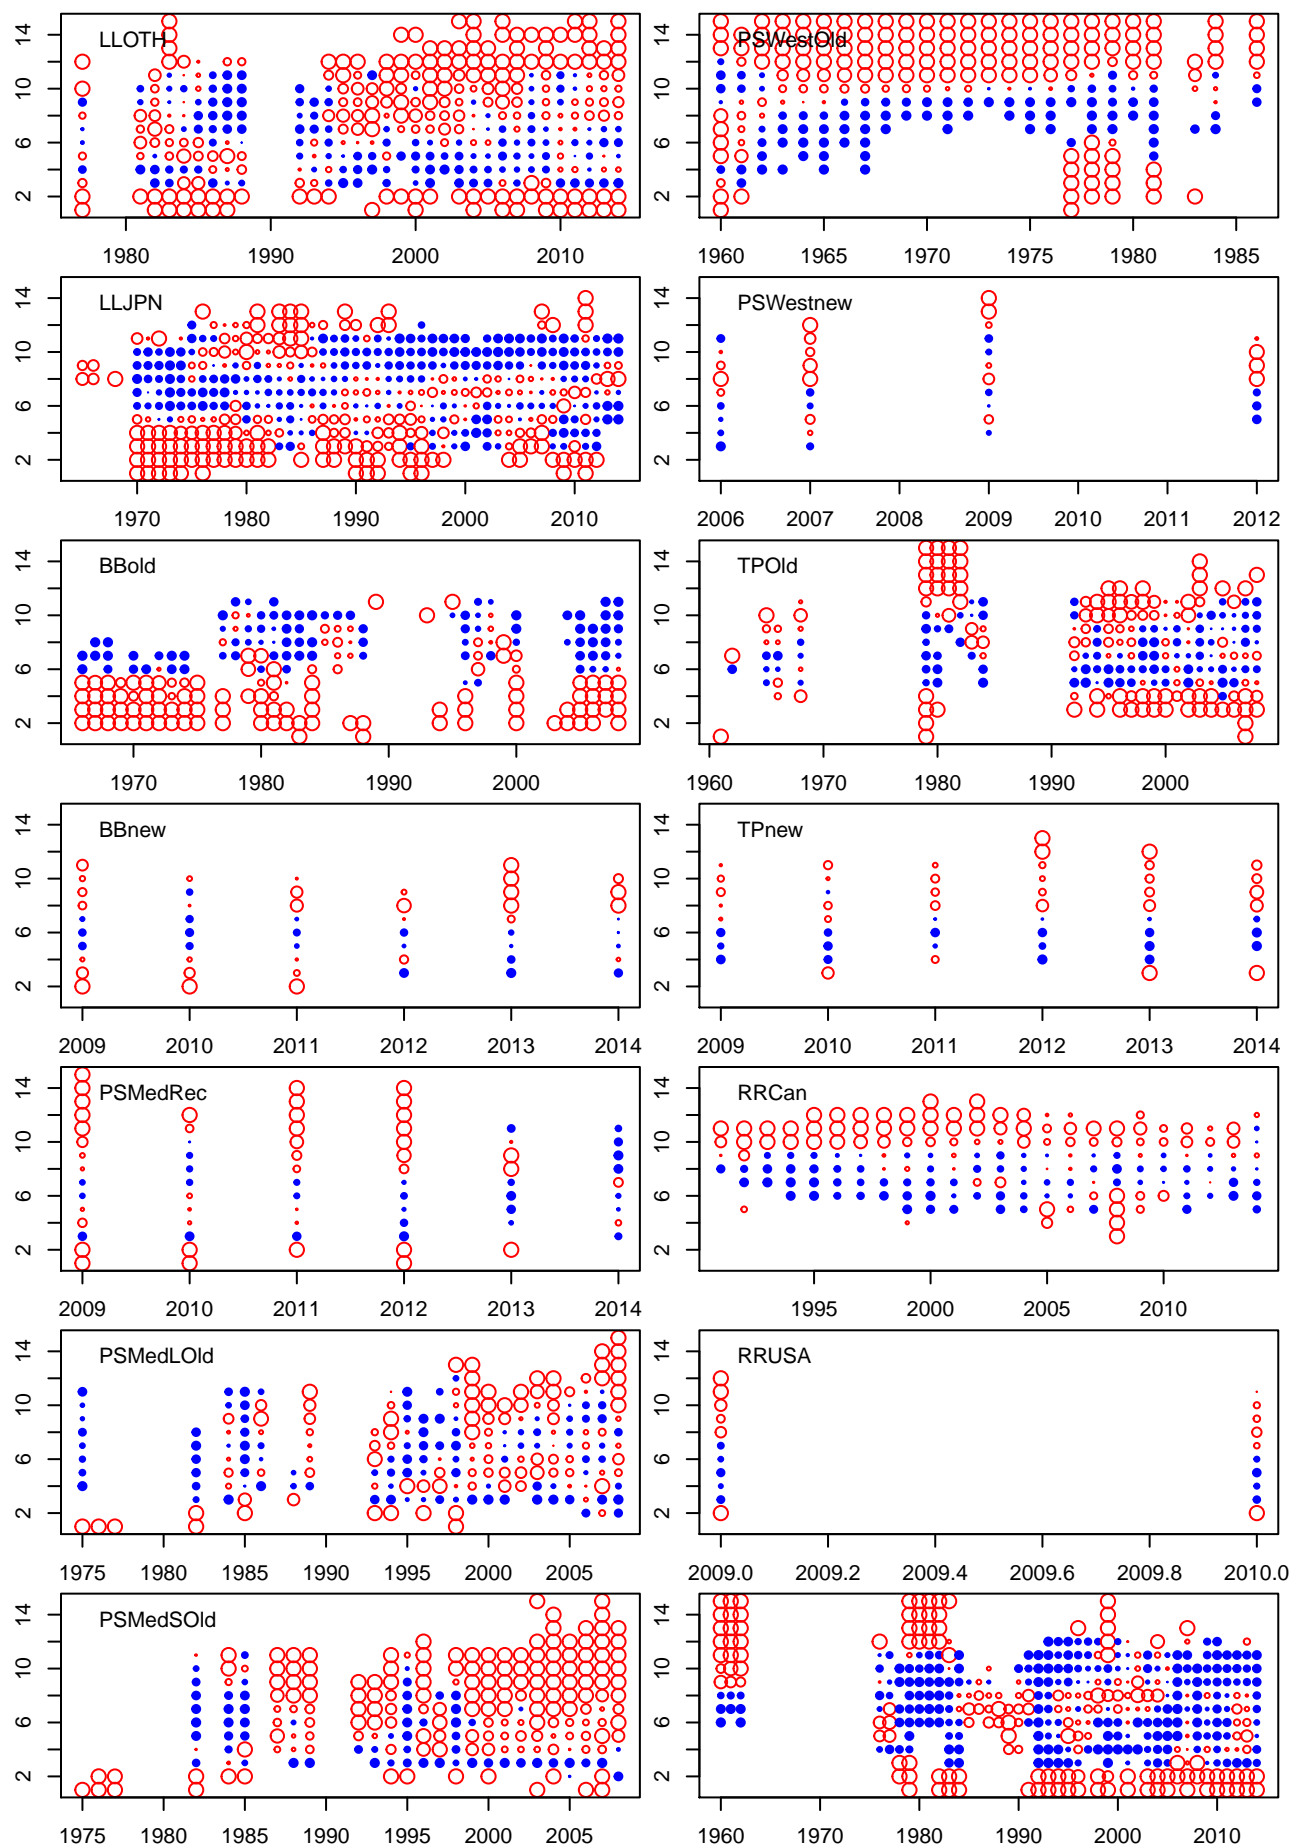 LLOTH
PSWestOld
2 6 10 14
2 6 10 14
1980 1990 2000 2010
1960 1965 1970 1975 1980 1985
LLJPN
PSWestnew
2 6 10 14
2 6 10 14
1970 1980 1990 2000 2010
2006 2007 2008 2009 2010 2011 2012
BBold
TPOld
2 6 10 14
2 6 10 14
1970 1980 1990 2000
1960 1970 1980 1990 2000
BBnew
TPnew
2 6 10 14
2 6 10 14
2009 2010 2011 2012 2013 2014
2009 2010 2011 2012 2013 2014
PSMedRec
RRCan
2 6 10 14
2 6 10 14
2009 2010 2011 2012 2013 2014
1995 2000 2005 2010
PSMedLOld
RRUSA
2 6 10 14
2 6 10 14
1975 1980 1985 1990 1995 2000 2005
2009.0 2009.2 2009.4 2009.6 2009.8 2010.0
PSMedSOld
2 6 10 14
2 6 10 14
1975 1980 1985 1990 1995 2000 2005
1960 1970 1980 1990 2000 2010